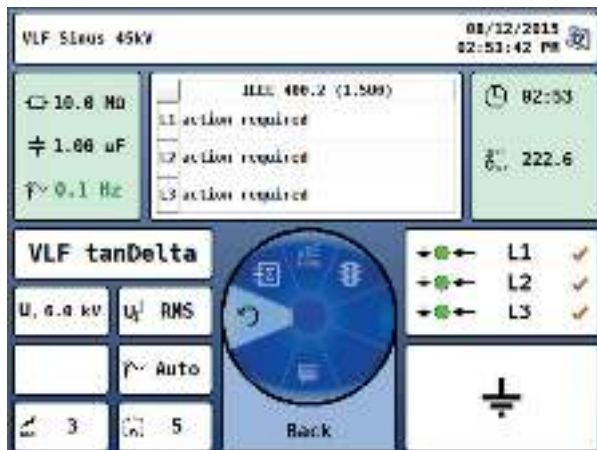 VLF Sinus 45kV
08/12/2015
02:53:42 PM
10.0 MΩ
1.00 uF
0.1 Hz
IEEE 400.2 (1.500)
L1 action required
L2 action required
L3 action required
02:53
222.6
VLF tanDelta
RMS
Auto
3
5
Back
L1
L2
L3